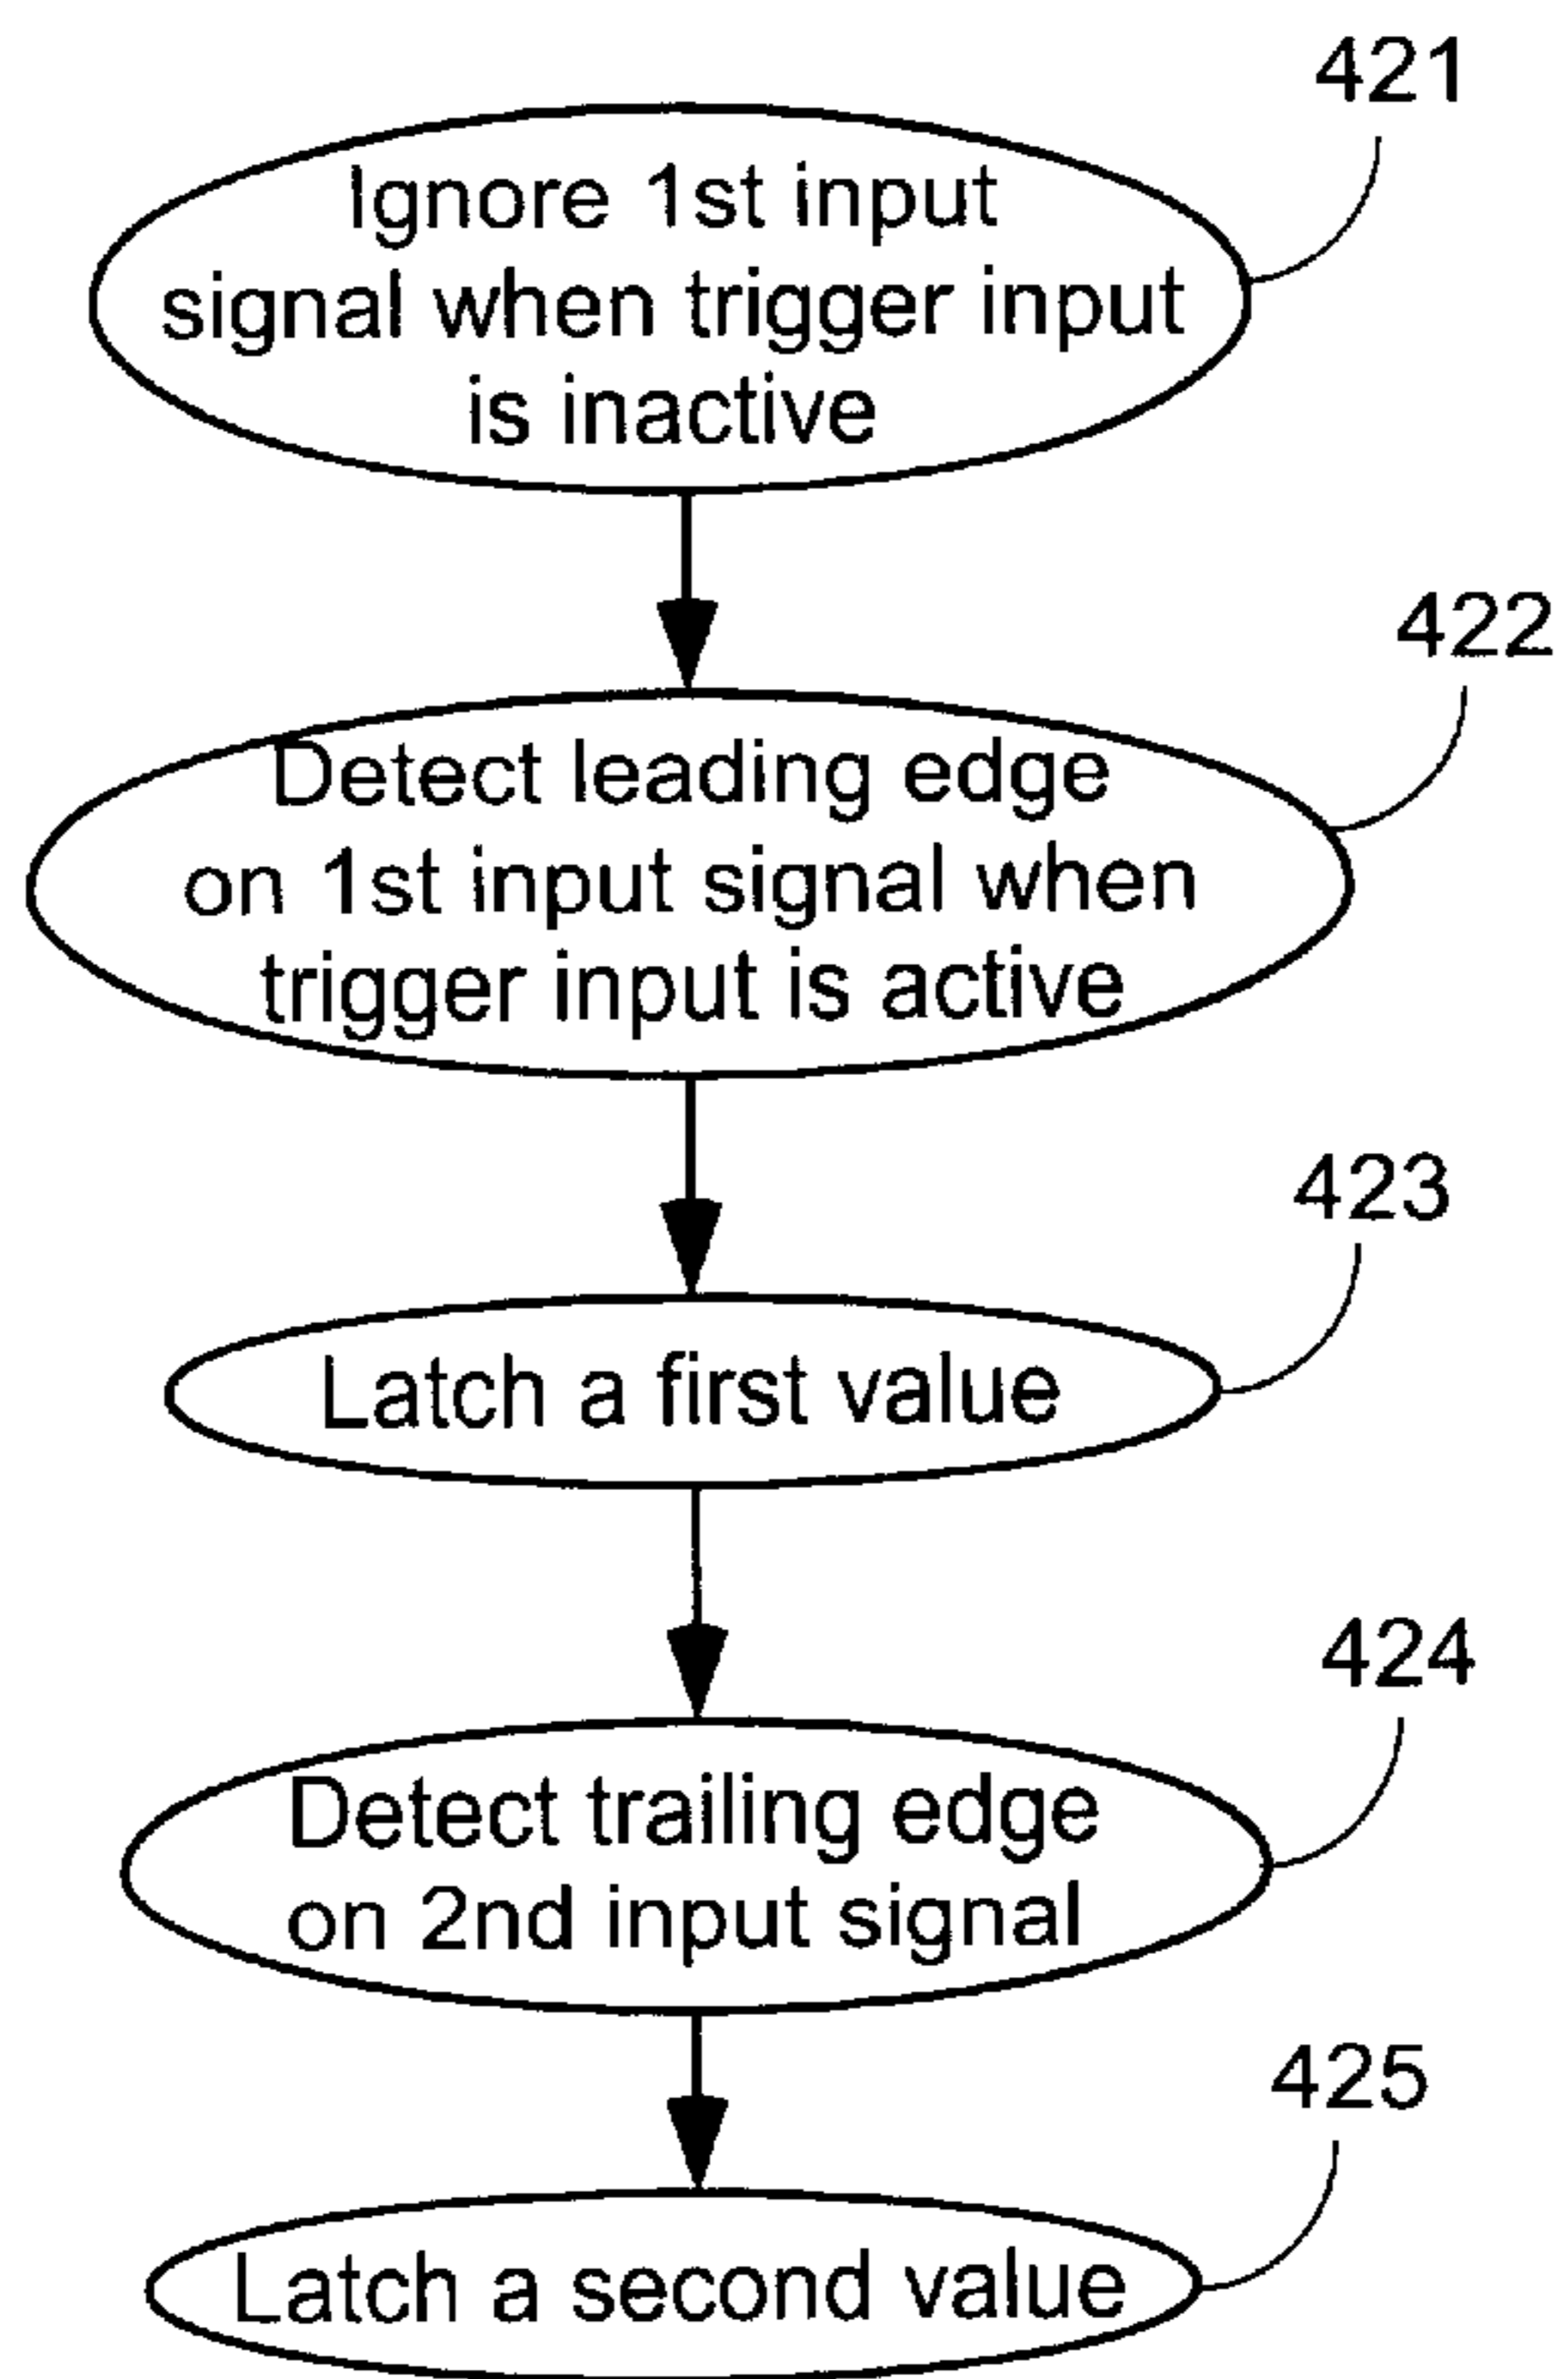 421
Ignore 1st input
signal when trigger input
is inactive
422
Detect leading edge
on 1st input signal when
trigger input is active
423
Latch a first value
424
Detect trailing edge
on 2nd input signal
425
Latch a second value